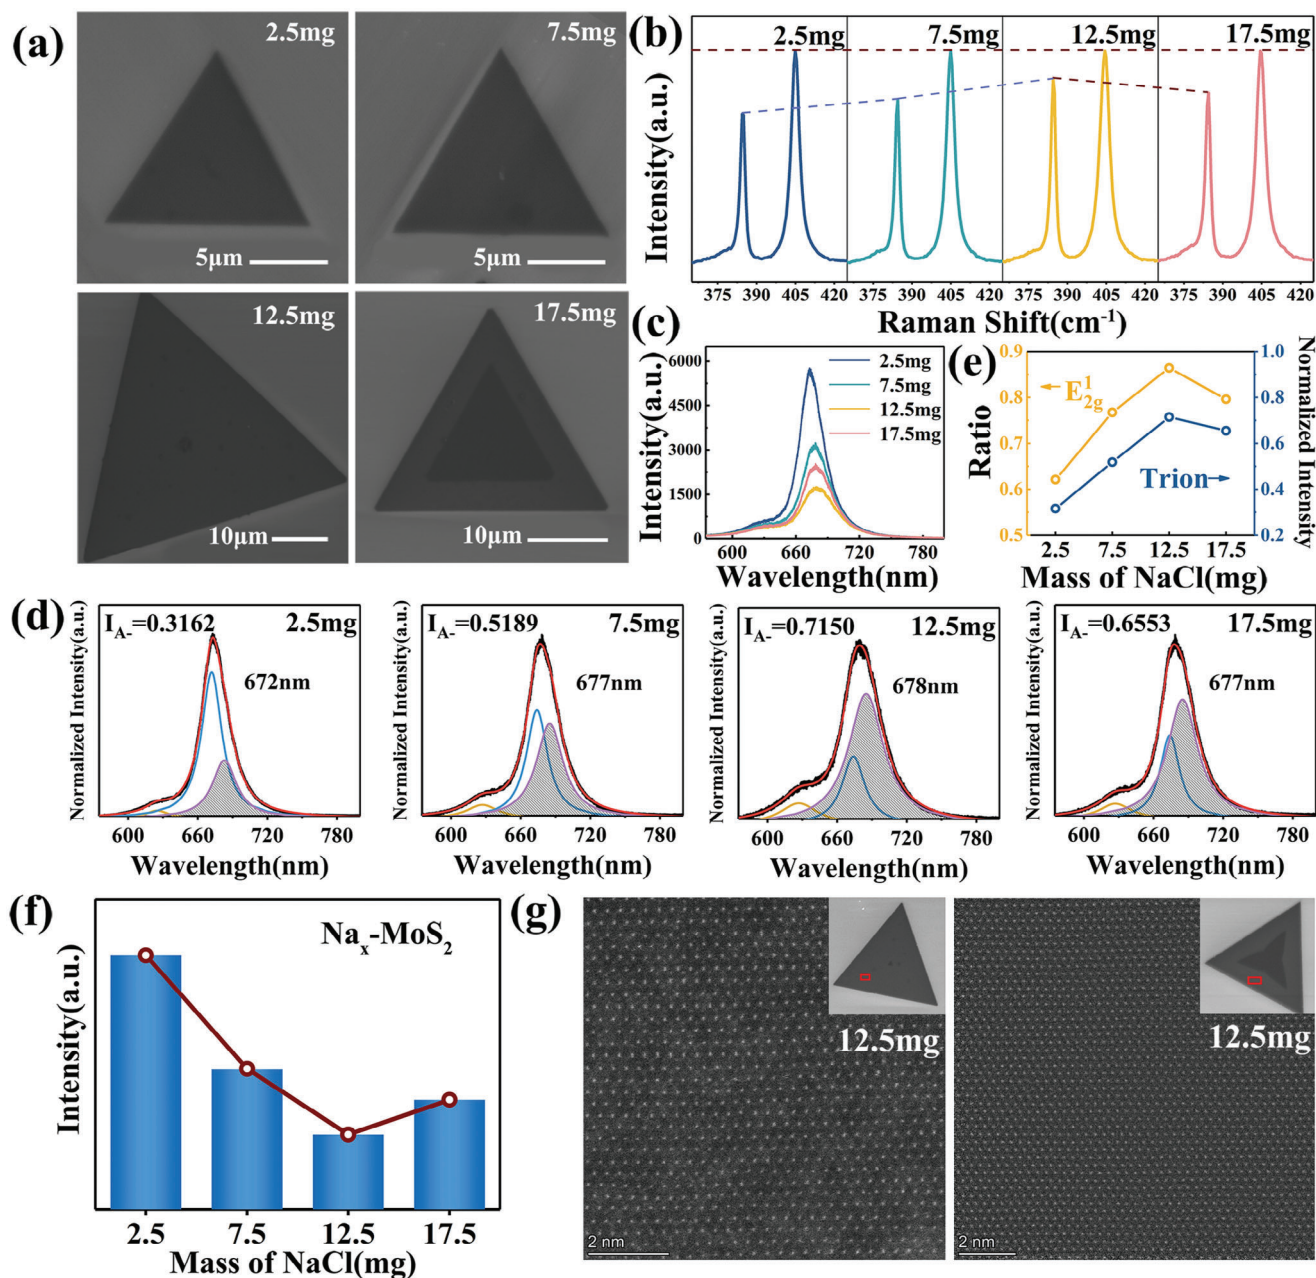 (a)
2.5mg
5μm
7.5mg
5μm
12.5mg
10μm
17.5mg
10μm
(b)
2.5mg
7.5mg
12.5mg
17.5mg
Intensity(a.u.)
375 390 405 420 375 390 405 420 375 390 405 420 375 390 405 420
Raman Shift(cm⁻¹)
(c)
Intensity(a.u.)
6000
4500
3000
1500
0
2.5mg
7.5mg
12.5mg
17.5mg
600 660 720 780
Wavelength(nm)
(e)
Ratio
0.9
0.8
0.7
0.6
0.5
E¹₂g
Trion
1.0
0.8
0.6
0.4
0.2
Normalized Intensity
2.5 7.5 12.5 17.5
Mass of NaCl(mg)
(d)
Normalized Intensity(a.u.)
I_A-=0.3162
2.5mg
672nm
600 660 720 780
Wavelength(nm)
Normalized Intensity(a.u.)
I_A-=0.5189
7.5mg
677nm
600 660 720 780
Wavelength(nm)
Normalized Intensity(a.u.)
I_A-=0.7150
12.5mg
678nm
600 660 720 780
Wavelength(nm)
Normalized Intensity(a.u.)
I_A-=0.6553
17.5mg
677nm
600 660 720 780
Wavelength(nm)
(f)
Intensity(a.u.)
Naₓ-MoS₂
2.5 7.5 12.5 17.5
Mass of NaCl(mg)
(g)
12.5mg
2 nm
12.5mg
2 nm